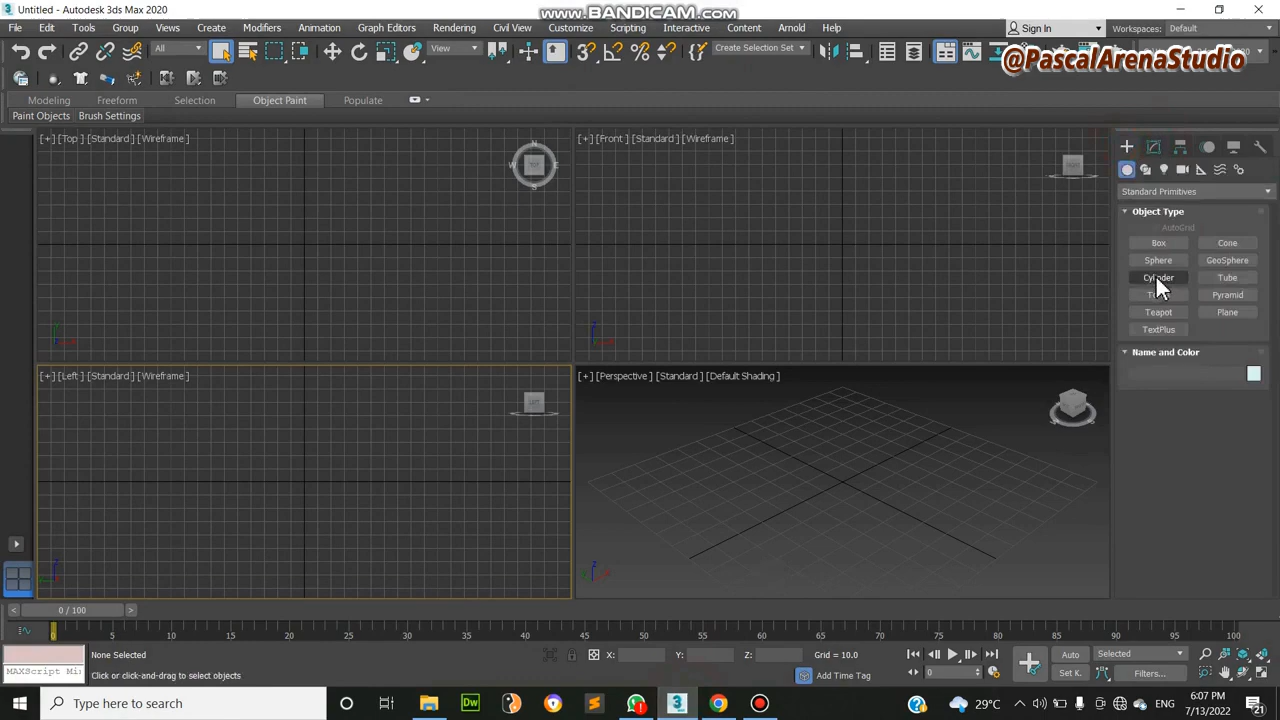 Untitled - Autodesk 3ds Max 2020
www.BANDICAM.com
File Edit Tools Group Views Create Modifiers Animation Graph Editors Rendering Civil View Customize Scripting Interactive Content Arnold Help
Sign In
Workspaces: Default
All
View
Create Selection Set
@PascalArenaStudio
Modeling Freeform Selection Object Paint Populate
Paint Objects Brush Settings
[+] [Top ] [Standard ] [Wireframe ]
[+] [Front ] [Standard ] [Wireframe ]
N
W E
S
Standard Primitives
Object Type
AutoGrid
Box Cone
Sphere GeoSphere
Cylinder Tube
Pyramid
Teapot Plane
TextPlus
Name and Color
[+] [Left ] [Standard ] [Wireframe ]
[+] [Perspective ] [Standard ] [Default Shading ]
LEFT
0 / 100
0 5 10 15 20 25 30 35 40 45 50 55 60 65 70 75 80 85 90 95 100
None Selected
X: Y: Z:
Grid = 10.0
Auto
Selected
MAXScript Mi
Click or click-and-drag to select objects
Add Time Tag
0
Set K.
Filters...
Type here to search
29°C
ENG
6:07 PM
7/13/2022
21